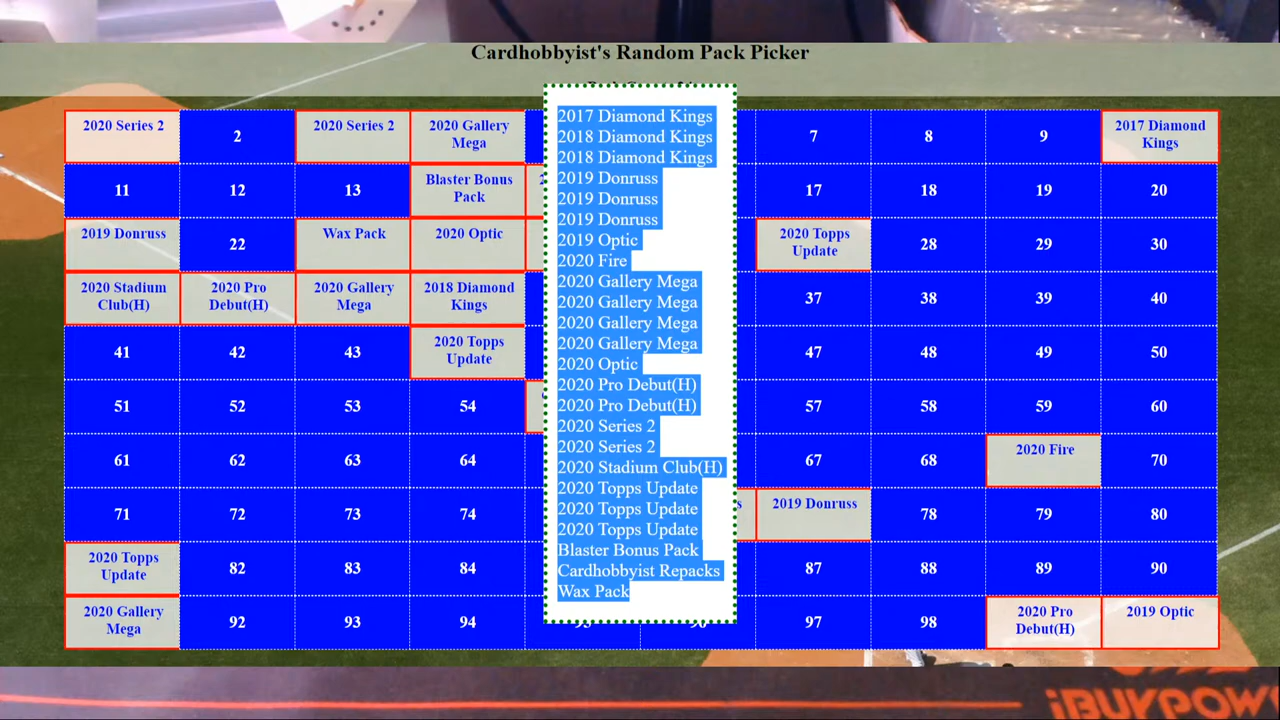 Cardhobbyist's Random Pack Picker
2020 Series 2
2
2020 Series 2
2020 Gallery
Mega
7
8
9
2017 Diamond
Kings
11
12
13
Blaster Bonus
Pack
17
18
19
20
2019 Donruss
22
Wax Pack
2020 Optic
2020 Topps
Update
28
29
30
2020 Stadium
Club(H)
2020 Pro
Debut(H)
2020 Gallery
Mega
2018 Diamond
Kings
37
38
39
40
41
42
43
2020 Topps
Update
47
48
49
50
51
52
53
54
57
58
59
60
61
62
63
64
67
68
2020 Fire
70
71
72
73
74
2019 Donruss
78
79
80
2020 Topps
Update
82
83
84
87
88
89
90
2020 Gallery
Mega
92
93
94
97
98
2020 Pro
Debut(H)
2019 Optic
2017 Diamond Kings
2018 Diamond Kings
2018 Diamond Kings
2019 Donruss
2019 Donruss
2019 Donruss
2019 Optic
2020 Fire
2020 Gallery Mega
2020 Gallery Mega
2020 Gallery Mega
2020 Gallery Mega
2020 Optic
2020 Pro Debut(H)
2020 Pro Debut(H)
2020 Series 2
2020 Series 2
2020 Stadium Club(H)
2020 Topps Update
2020 Topps Update
2020 Topps Update
Blaster Bonus Pack
Cardhobbyist Repacks
Wax Pack
iBUYPOW